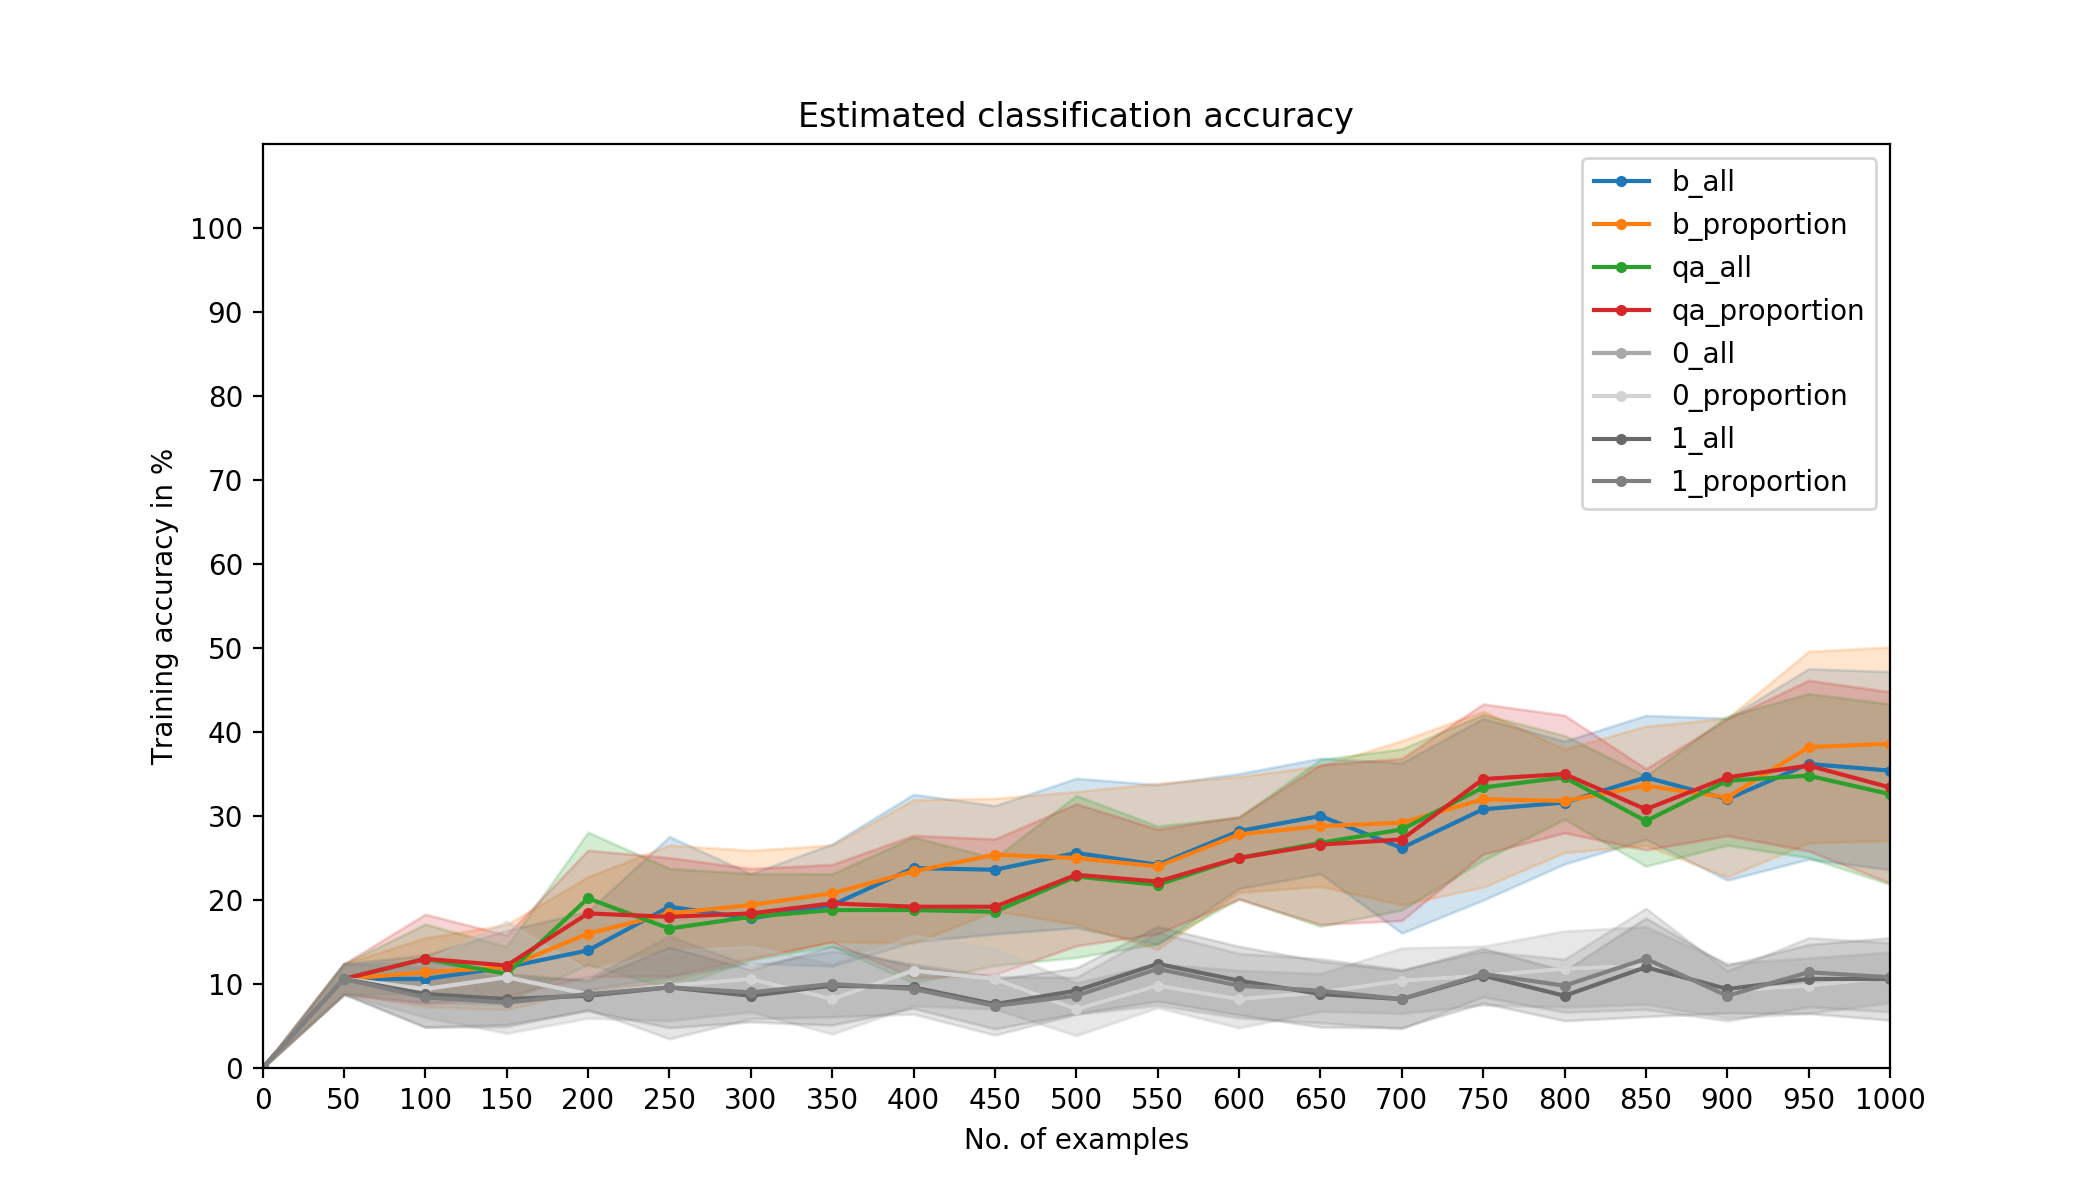 Estimated classification accuracy
b_all
b_proportion
qa_all
qa_proportion
0_all
0_proportion
1_all
1_proportion
Training accuracy in %
100
90
80
70
60
50
40
30
20
10
0
0 50 100 150 200 250 300 350 400 450 500 550 600 650 700 750 800 850 900 950 1000
No. of examples